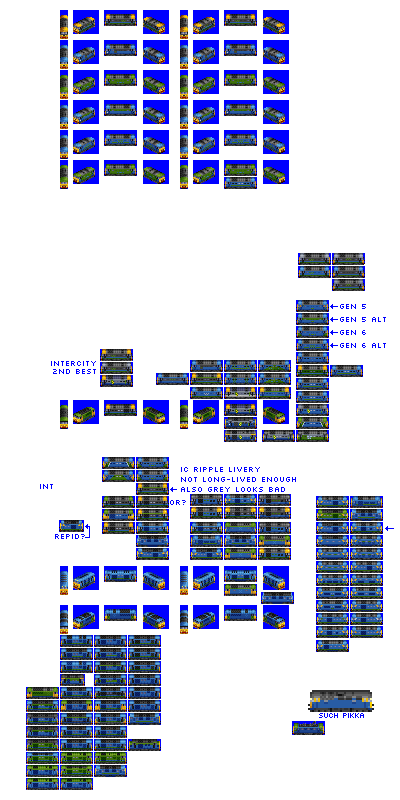 GEN 5
GEN 5 ALT
GEN 6
GEN 6 ALT
INTERCITY
2ND BEST
IC RIPPLE LIVERY
NOT LONG-LIVED ENOUGH
ALSO GREY LOOKS BAD
INT
OR?
REPID?
SUCH PIKKA